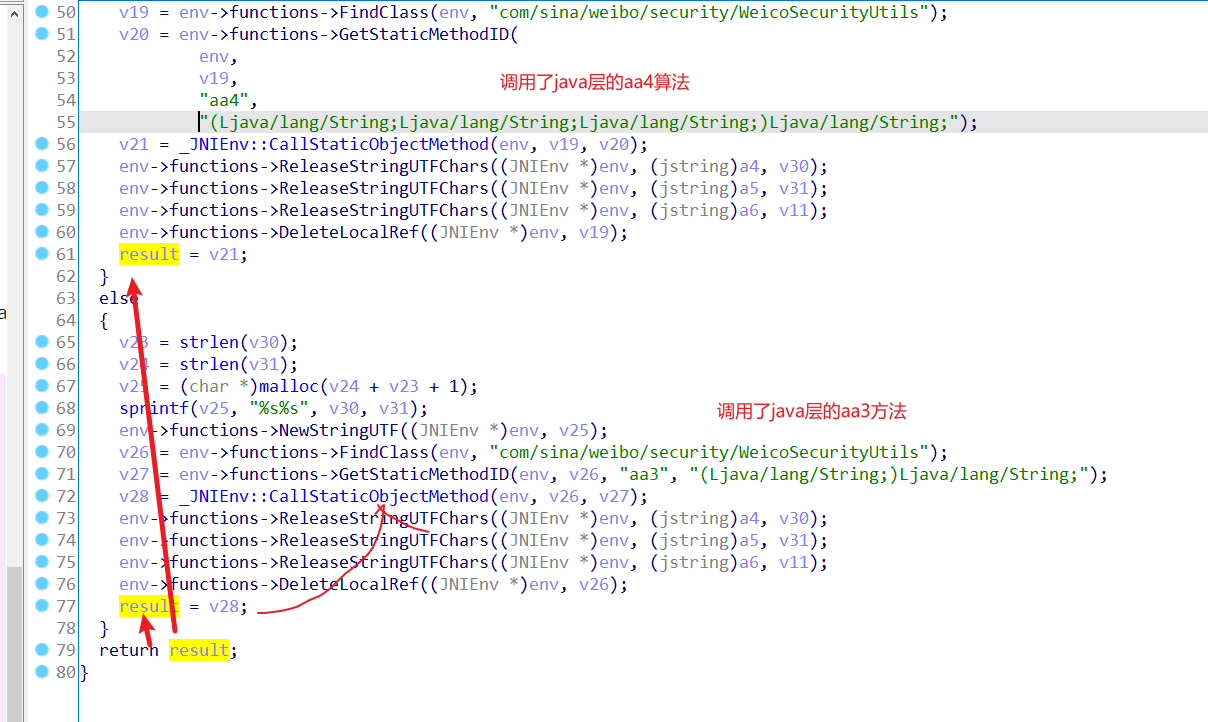 50 v19 = env->functions->FindClass(env, "com/sina/weibo/security/WeicoSecurityUtils");
51 v20 = env->functions->GetStaticMethodID(
52 env,
53 v19,
调用了java层的aa4算法
54 "aa4",
55 "(Ljava/lang/String;Ljava/lang/String;Ljava/lang/String;)Ljava/lang/String;");
56 v21 = _JNIEnv::CallStaticObjectMethod(env, v19, v20);
57 env->functions->ReleaseStringUTFChars((JNIEnv *)env, (jstring)a4, v30);
58 env->functions->ReleaseStringUTFChars((JNIEnv *)env, (jstring)a5, v31);
59 env->functions->ReleaseStringUTFChars((JNIEnv *)env, (jstring)a6, v11);
60 env->functions->DeleteLocalRef((JNIEnv *)env, v19);
61 result = v21;
62 }
63 else
64 {
a
65 v23 = strlen(v30);
66 v24 = strlen(v31);
67 v25 = (char *)malloc(v24 + v23 + 1);
68 sprintf(v25, "%s%s", v30, v31);
调用了java层的aa3方法
69 env->functions->NewStringUTF((JNIEnv *)env, v25);
70 v26 = env->functions->FindClass(env, "com/sina/weibo/security/WeicoSecurityUtils");
71 v27 = env->functions->GetStaticMethodID(env, v26, "aa3", "(Ljava/lang/String;)Ljava/lang/String;");
72 v28 = _JNIEnv::CallStaticObjectMethod(env, v26, v27);
73 env->functions->ReleaseStringUTFChars((JNIEnv *)env, (jstring)a4, v30);
74 env->functions->ReleaseStringUTFChars((JNIEnv *)env, (jstring)a5, v31);
75 env->functions->ReleaseStringUTFChars((JNIEnv *)env, (jstring)a6, v11);
76 env->functions->DeleteLocalRef((JNIEnv *)env, v26);
77 result = v28;
78 }
79 return result;
80 }